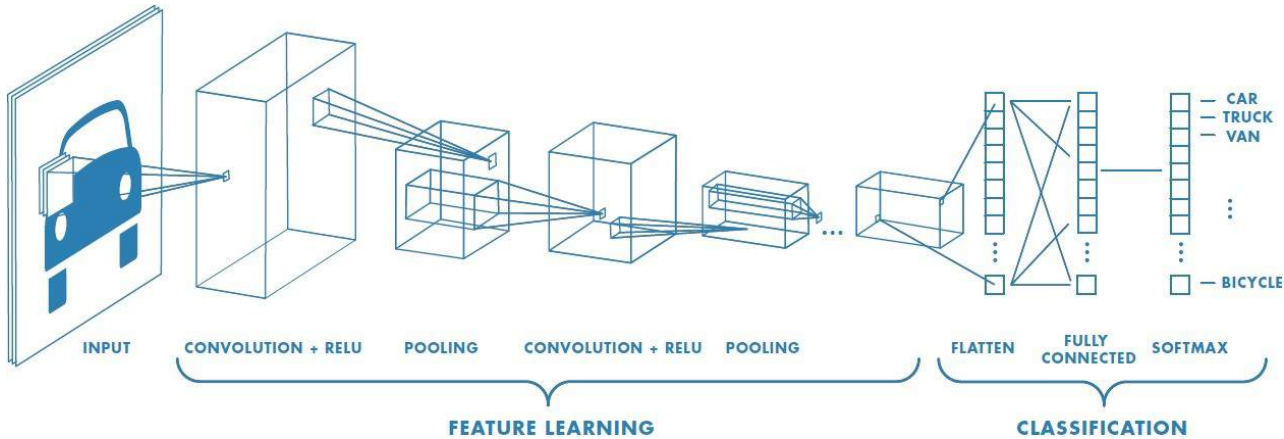 CAR
TRUCK
VAN
BICYCLE
INPUT
CONVOLUTION + RELU
POOLING
CONVOLUTION + RELU
POOLING
FLATTEN
FULLY
CONNECTED
SOFTMAX
FEATURE LEARNING
CLASSIFICATION